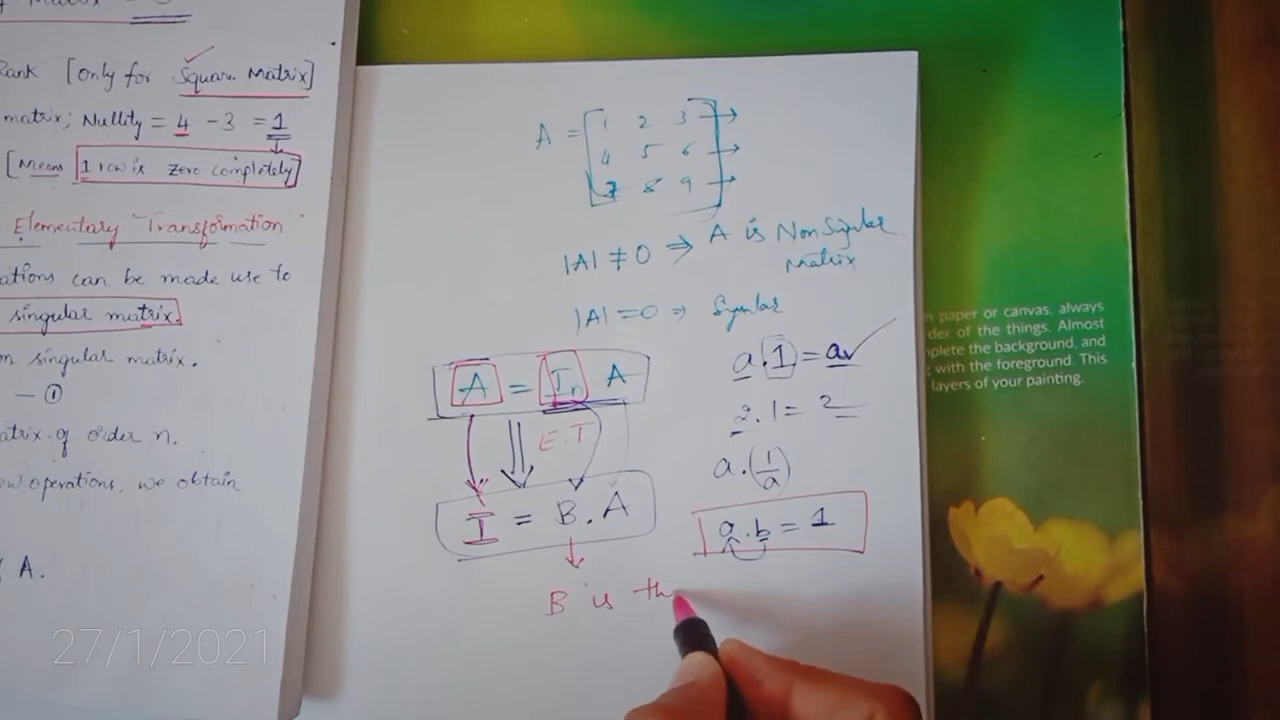 Rank [Only for Square Matrix]
matrix; Nullity = 4 - 3 = 1
[Means 1 row is zero completely]
Elementary Transformation
ations can be made use to
singular matrix.
n singular matrix.
— ①
atrix of order n.
ow operations, we obtain
A.
27/1/2021
A = [1 2 3
4 5 6
7 8 9]
|A| ≠ 0 ⇒ A is Non Singular
Matrix
|A| = 0 ⇒ Singular
A = In A
E.T
I = B.A
B is th
a.1 = a
2.1 = 2
a.(1/a)
a.b = 1
n paper or canvas, always
der of the things. Almost
plete the background, and
with the foreground. This
layers of your painting.